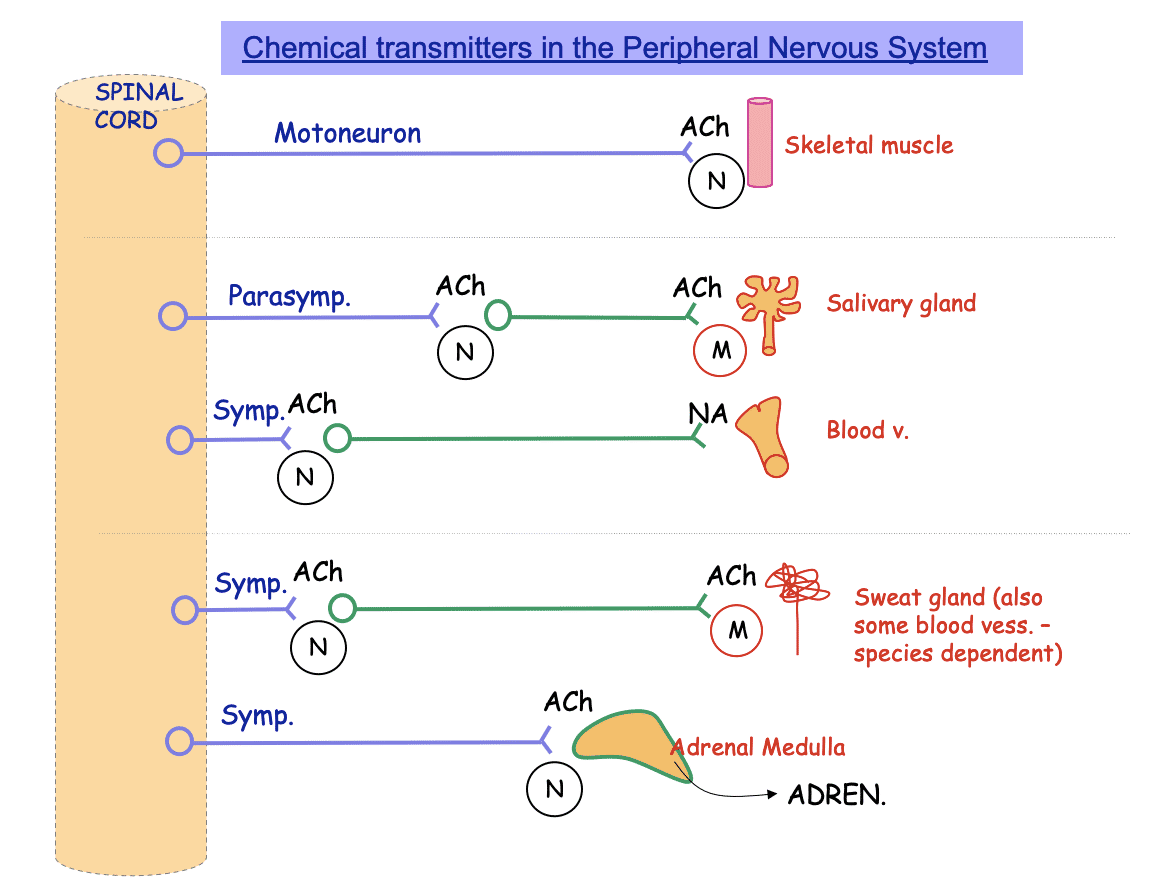 Chemical transmitters in the Peripheral Nervous System
SPINAL
CORD
Motoneuron
ACh
N
Skeletal muscle
Parasymp.
ACh
N
ACh
M
Salivary gland
Symp.
ACh
N
NA
Blood v.
Symp.
ACh
N
ACh
M
Sweat gland (also
some blood vess. –
species dependent)
Symp.
ACh
N
Adrenal Medulla
ADREN.